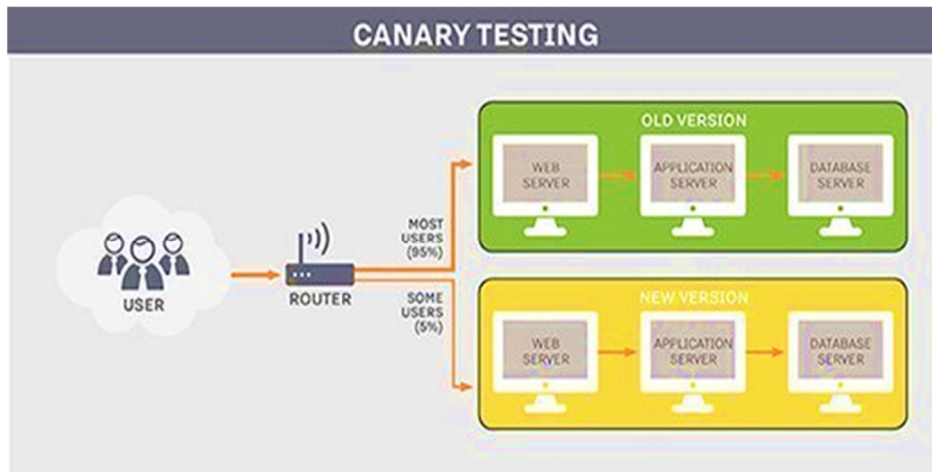 CANARY TESTING
USER
ROUTER
MOST
USERS
(95%)
SOME
USERS
(5%)
OLD VERSION
WEB
SERVER
APPLICATION
SERVER
DATABASE
SERVER
NEW VERSION
WEB
SERVER
APPLICATION
SERVER
DATABASE
SERVER